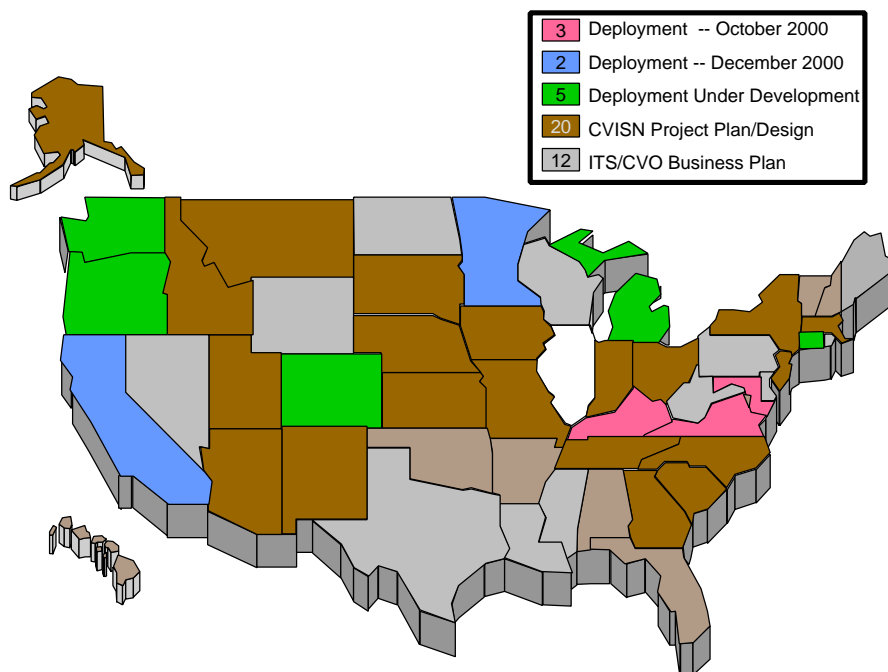 3 Deployment -- October 2000
2 Deployment -- December 2000
5 Deployment Under Development
20 CVISN Project Plan/Design
12 ITS/CVO Business Plan